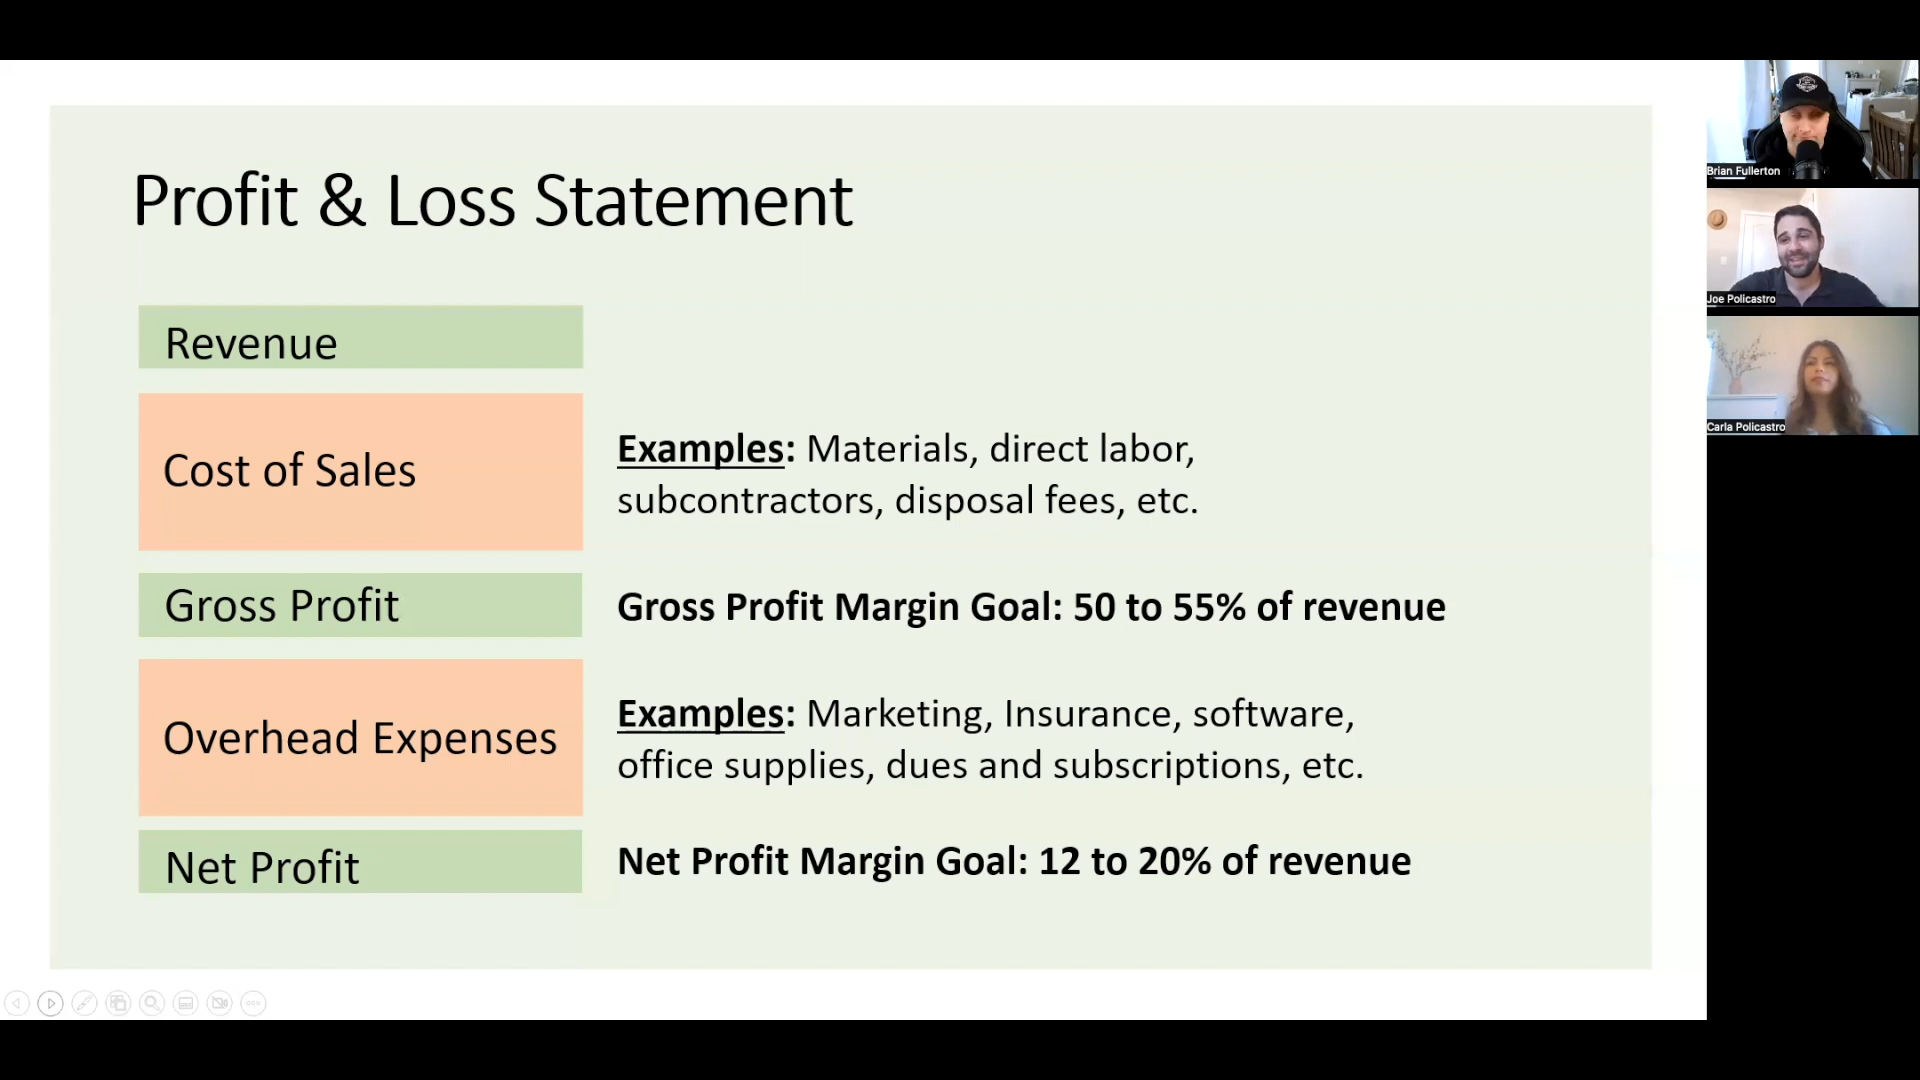 Profit & Loss Statement
Revenue
Cost of Sales
Examples: Materials, direct labor,
subcontractors, disposal fees, etc.
Gross Profit
Gross Profit Margin Goal: 50 to 55% of revenue
Overhead Expenses
Examples: Marketing, Insurance, software,
office supplies, dues and subscriptions, etc.
Net Profit
Net Profit Margin Goal: 12 to 20% of revenue
Brian Fullerton
Joe Policastro
Carla Policastro